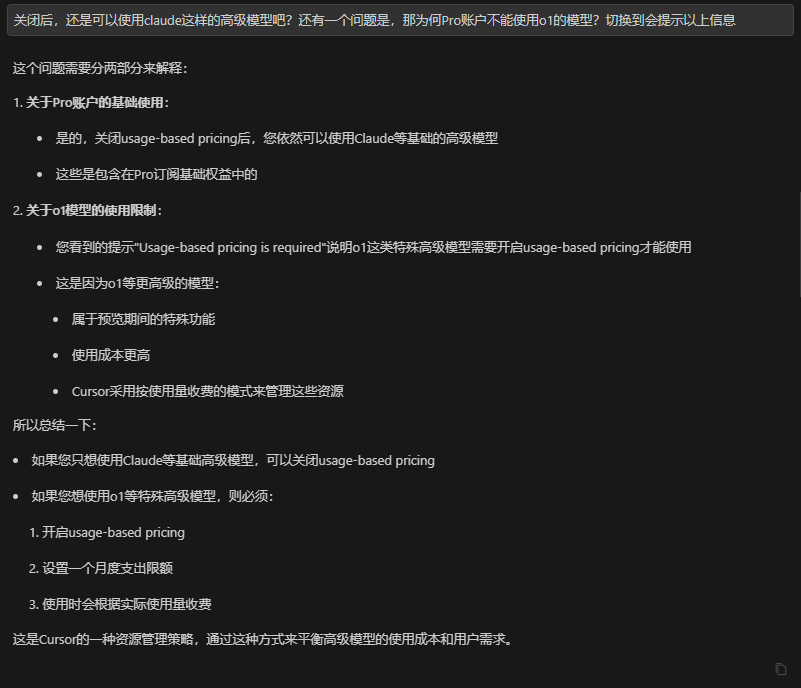 关闭后，还是可以使用claude这样的高级模型吧？还有一个问题是，那为何Pro账户不能使用o1的模型？切换到会提示以上信息
这个问题需要分两部分来解释：
1. 关于Pro账户的基础使用：
• 是的，关闭usage-based pricing后，您依然可以使用Claude等基础的高级模型
• 这些是包含在Pro订阅基础权益中的
2. 关于o1模型的使用限制：
• 您看到的提示"Usage-based pricing is required"说明o1这类特殊高级模型需要开启usage-based pricing才能使用
• 这是因为o1等更高级的模型：
• 属于预览期间的特殊功能
• 使用成本更高
• Cursor采用按使用量收费的模式来管理这些资源
所以总结一下：
• 如果您只想使用Claude等基础高级模型，可以关闭usage-based pricing
• 如果您想使用o1等特殊高级模型，则必须：
1. 开启usage-based pricing
2. 设置一个月度支出限额
3. 使用时会根据实际使用量收费
这是Cursor的一种资源管理策略，通过这种方式来平衡高级模型的使用成本和用户需求。